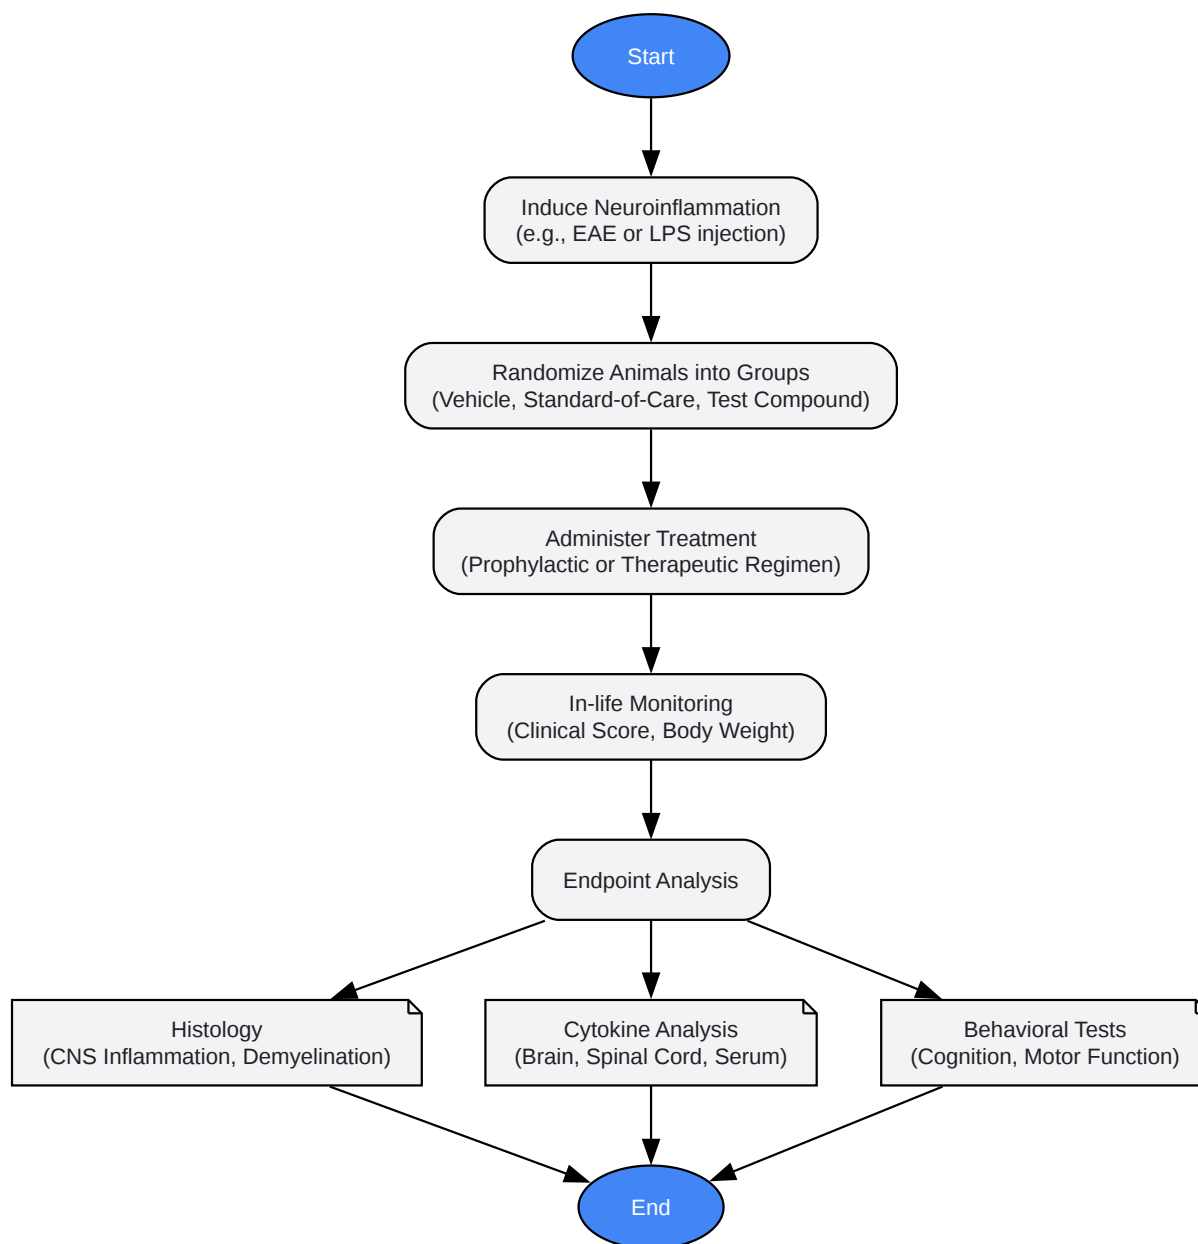 Start
Induce Neuroinflammation
(e.g., EAE or LPS injection)
Randomize Animals into Groups
(Vehicle, Standard-of-Care, Test Compound)
Administer Treatment
(Prophylactic or Therapeutic Regimen)
In-life Monitoring
(Clinical Score, Body Weight)
Endpoint Analysis
Histology
(CNS Inflammation, Demyelination)
Cytokine Analysis
(Brain, Spinal Cord, Serum)
Behavioral Tests
(Cognition, Motor Function)
End